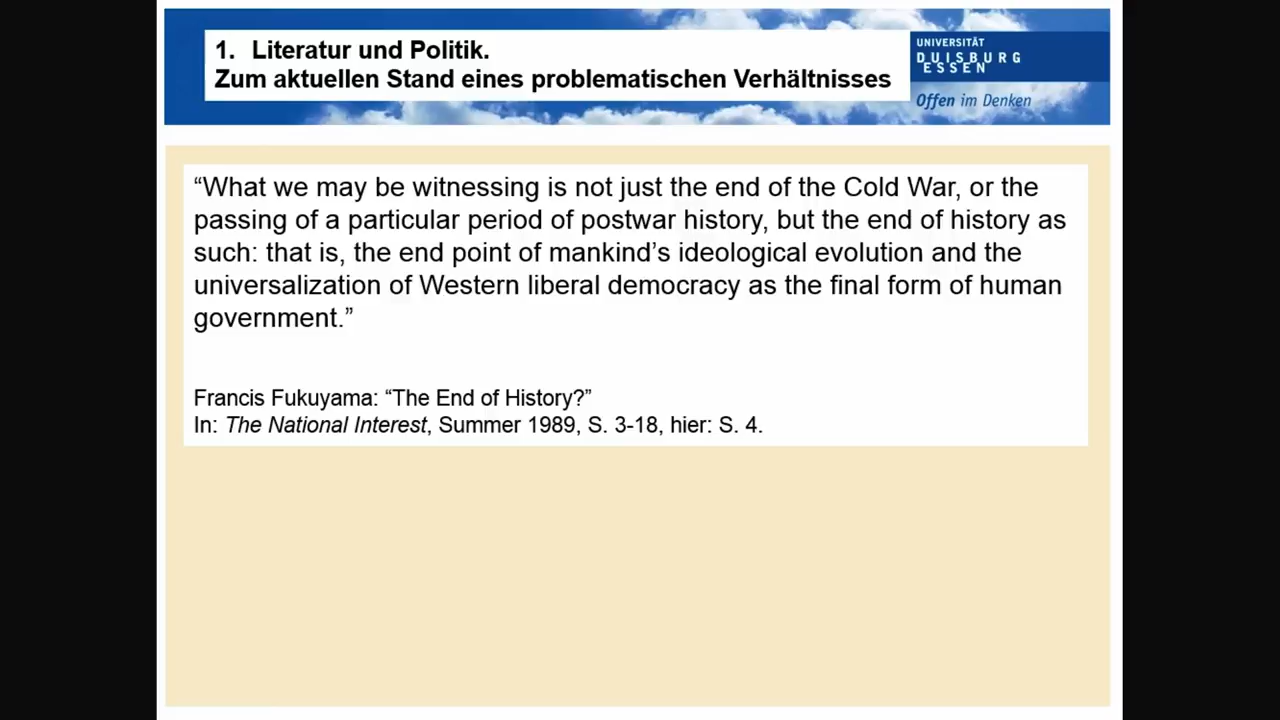 1. Literatur und Politik.
Zum aktuellen Stand eines problematischen Verhältnisses
UNIVERSITÄT
DUISBURG
ESSEN
Offen im Denken
“What we may be witnessing is not just the end of the Cold War, or the
passing of a particular period of postwar history, but the end of history as
such: that is, the end point of mankind’s ideological evolution and the
universalization of Western liberal democracy as the final form of human
government.”
Francis Fukuyama: “The End of History?”
In: The National Interest, Summer 1989, S. 3-18, hier: S. 4.